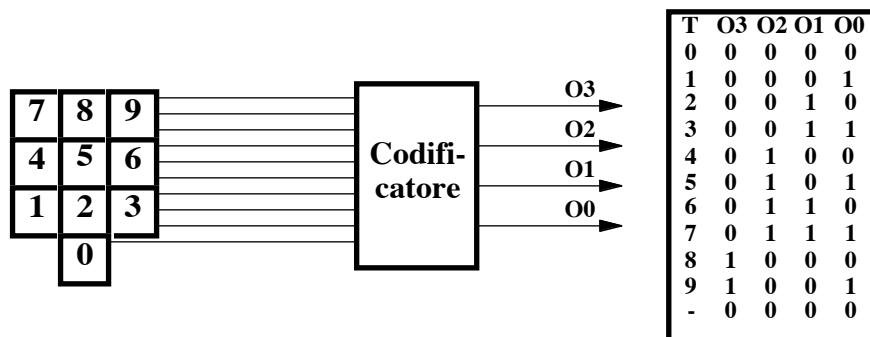 7 8 9
4 5 6
1 2 3
0
Codifi-
catore
O3
O2
O1
O0
T O3 O2 O1 O0
0 0 0 0 0
1 0 0 0 1
2 0 0 1 0
3 0 0 1 1
4 0 1 0 0
5 0 1 0 1
6 0 1 1 0
7 0 1 1 1
8 1 0 0 0
9 1 0 0 1
- 0 0 0 0